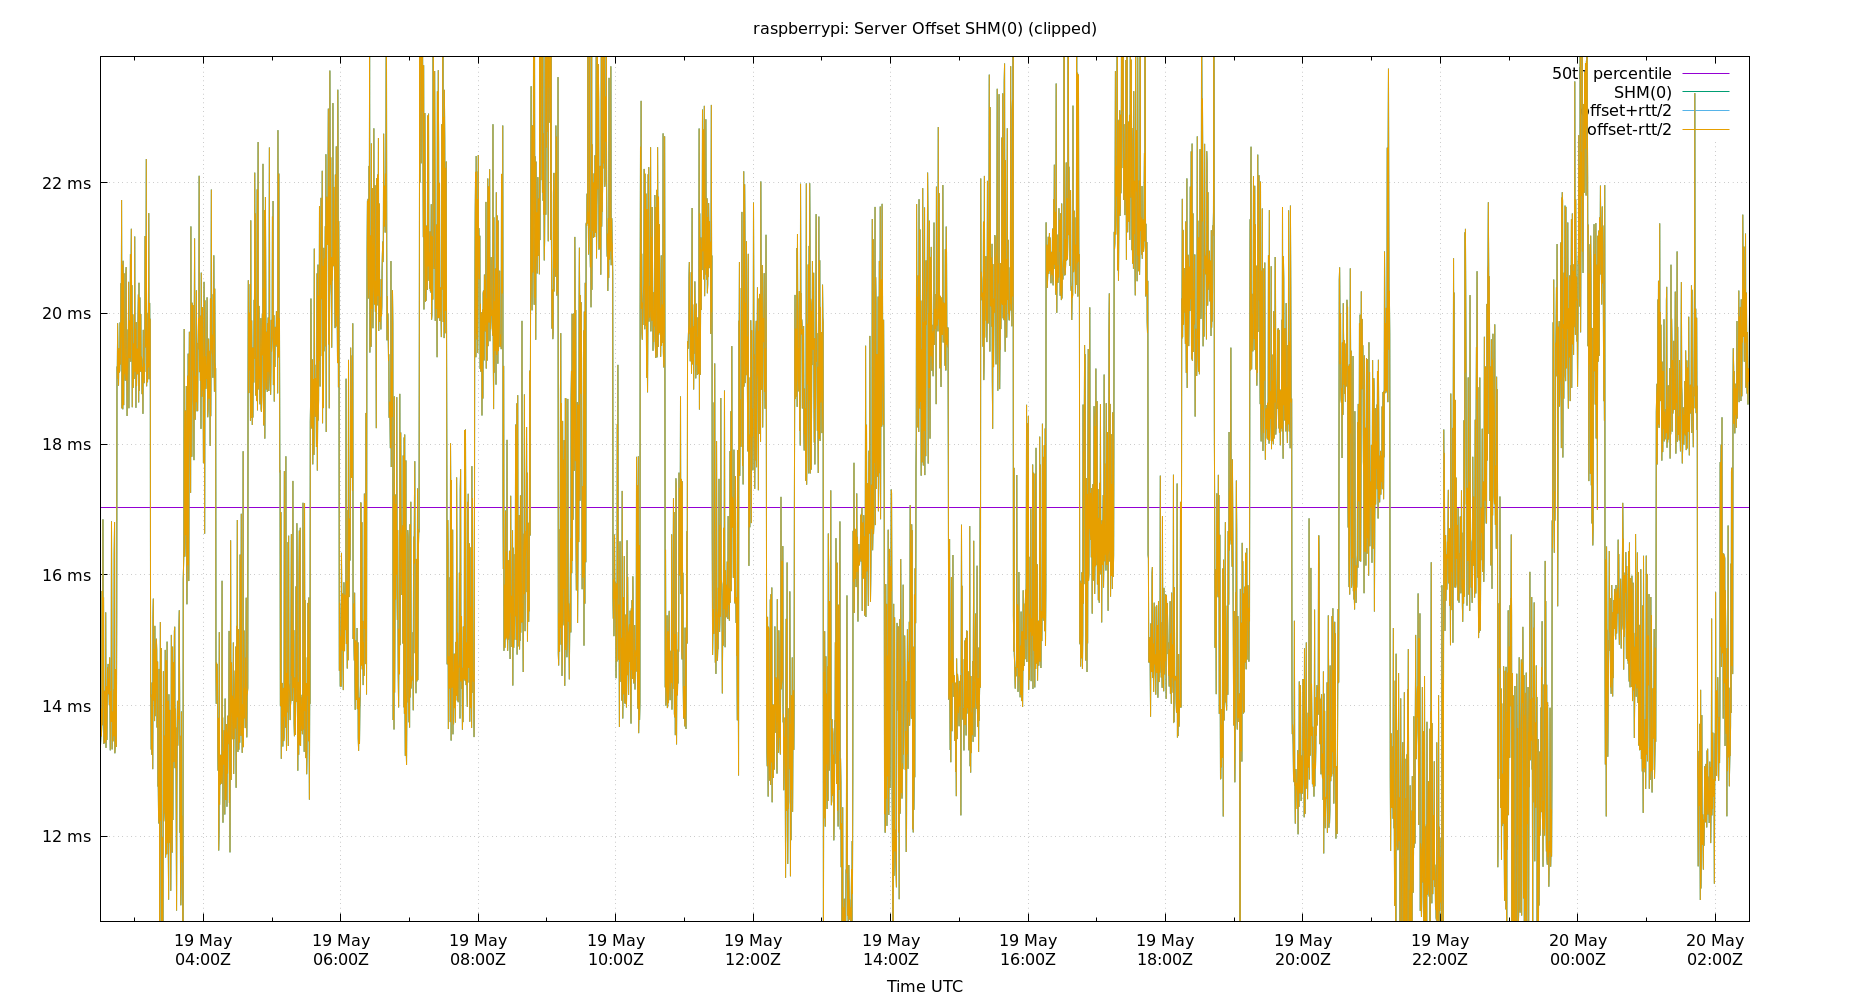 raspberrypi: Server Offset SHM(0) (clipped)
50th percentile
SHM(0)
offset+rtt/2
offset-rtt/2
22 ms
20 ms
18 ms
16 ms
14 ms
12 ms
19 May 19 May 19 May 19 May 19 May 19 May 19 May 19 May 19 May 19 May 20 May 20 May
04:00Z 06:00Z 08:00Z 10:00Z 12:00Z 14:00Z 16:00Z 18:00Z 20:00Z 22:00Z 00:00Z 02:00Z
Time UTC